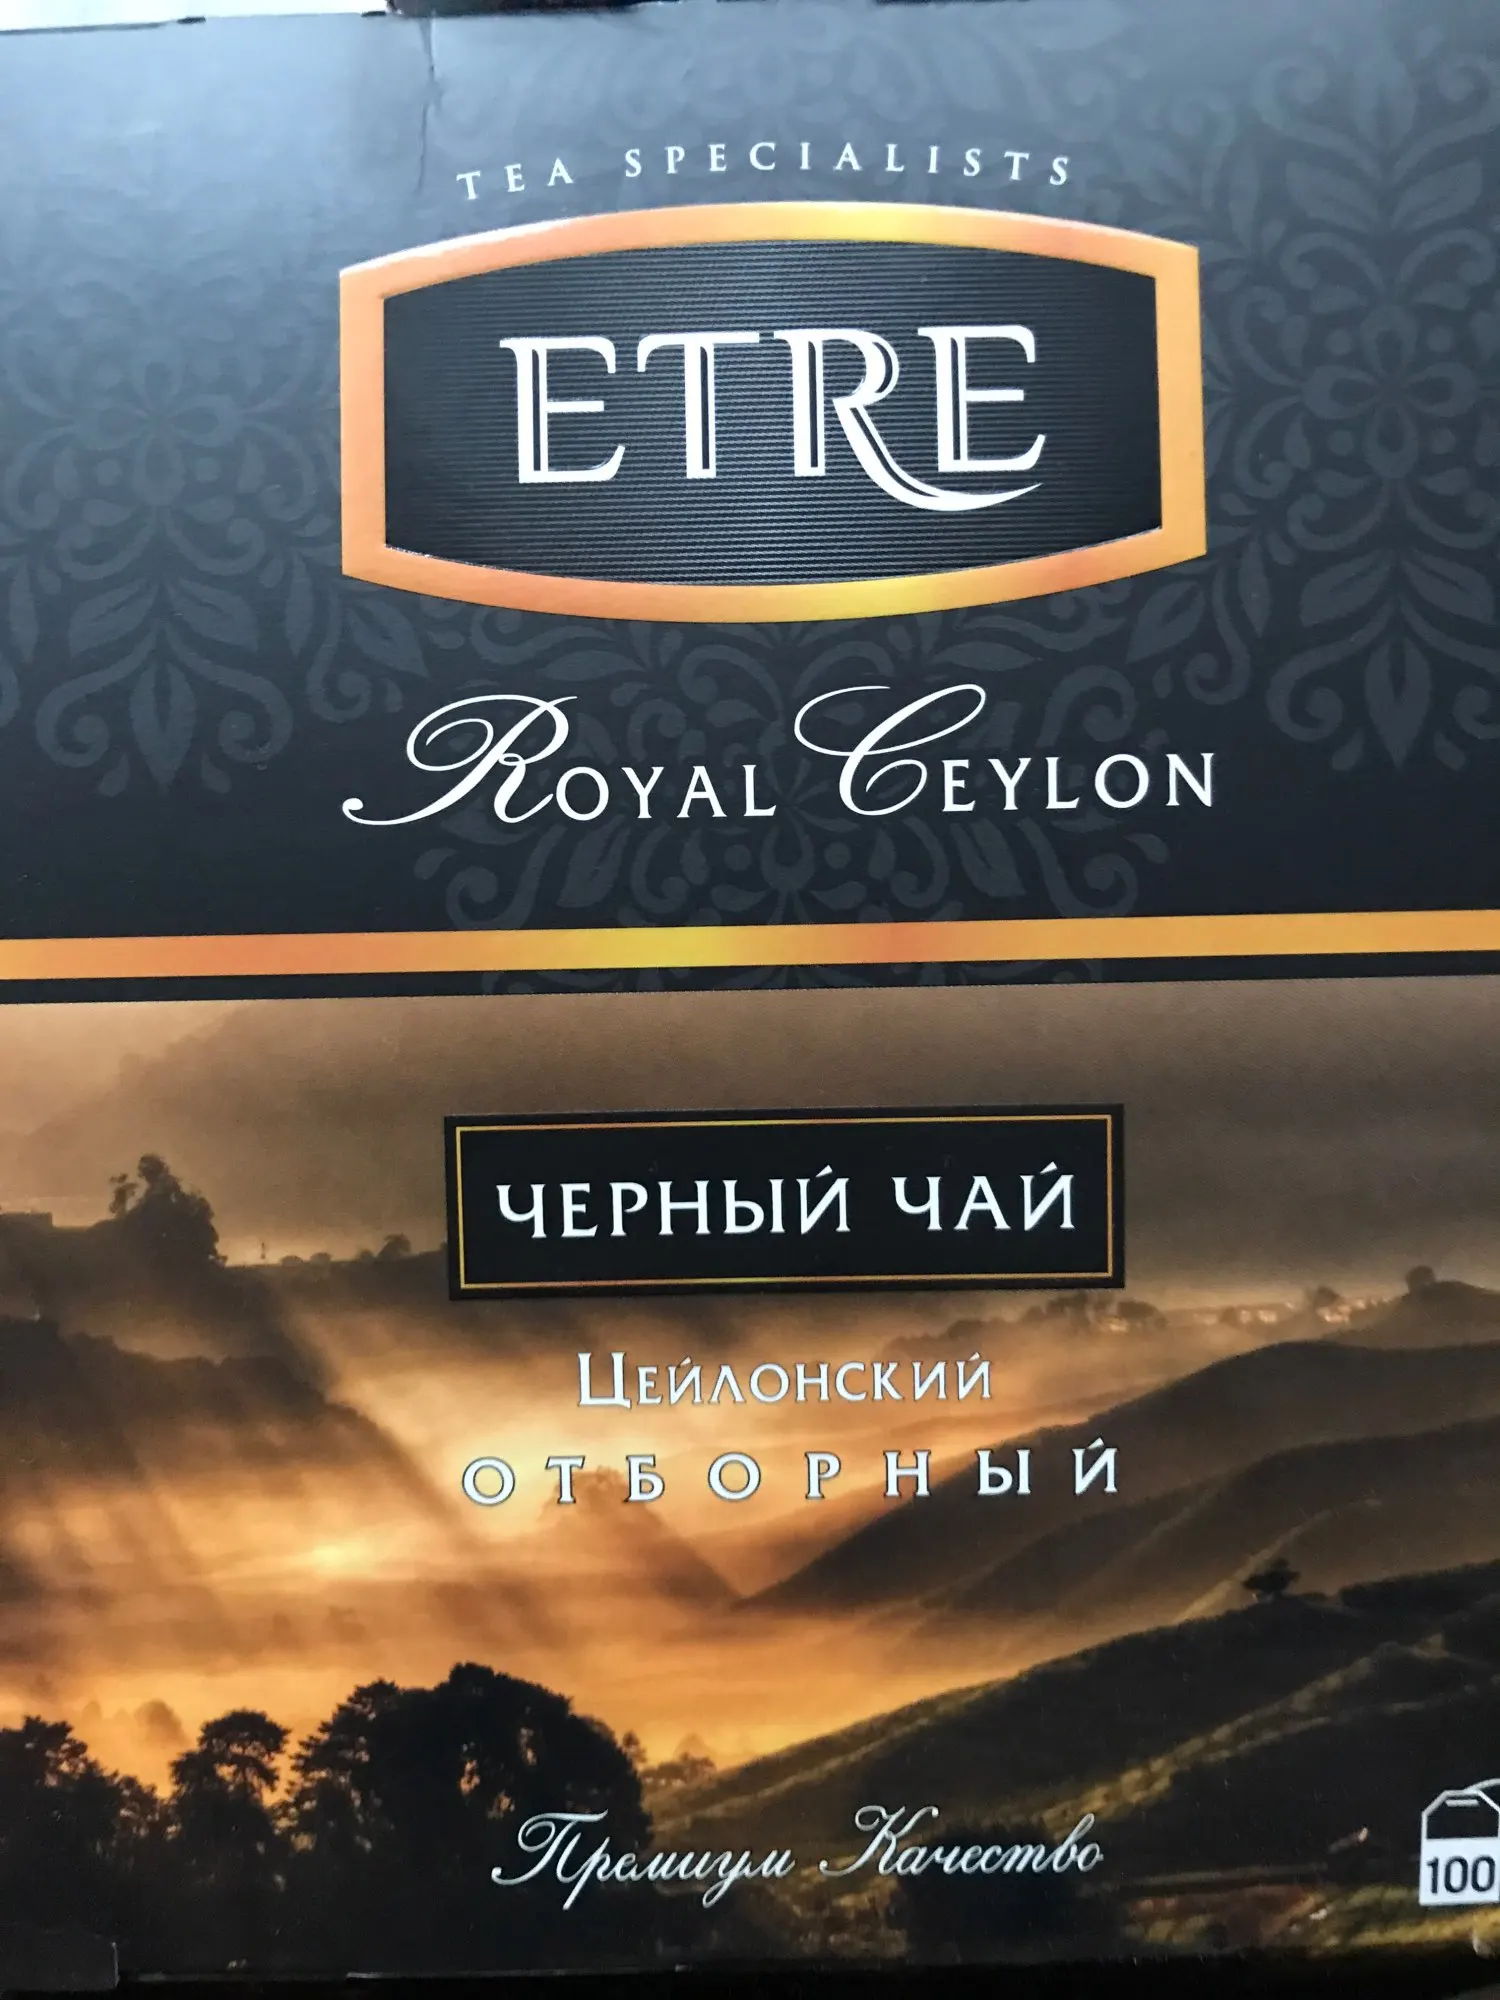 TEA SPECIALISTS
ETRE
ROYAL CEYLON
ЧЕРНЫЙ ЧАЙ
ЦЕЙЛОНСКИЙ
ОТБОРНЫЙ
Премиум Качество
100